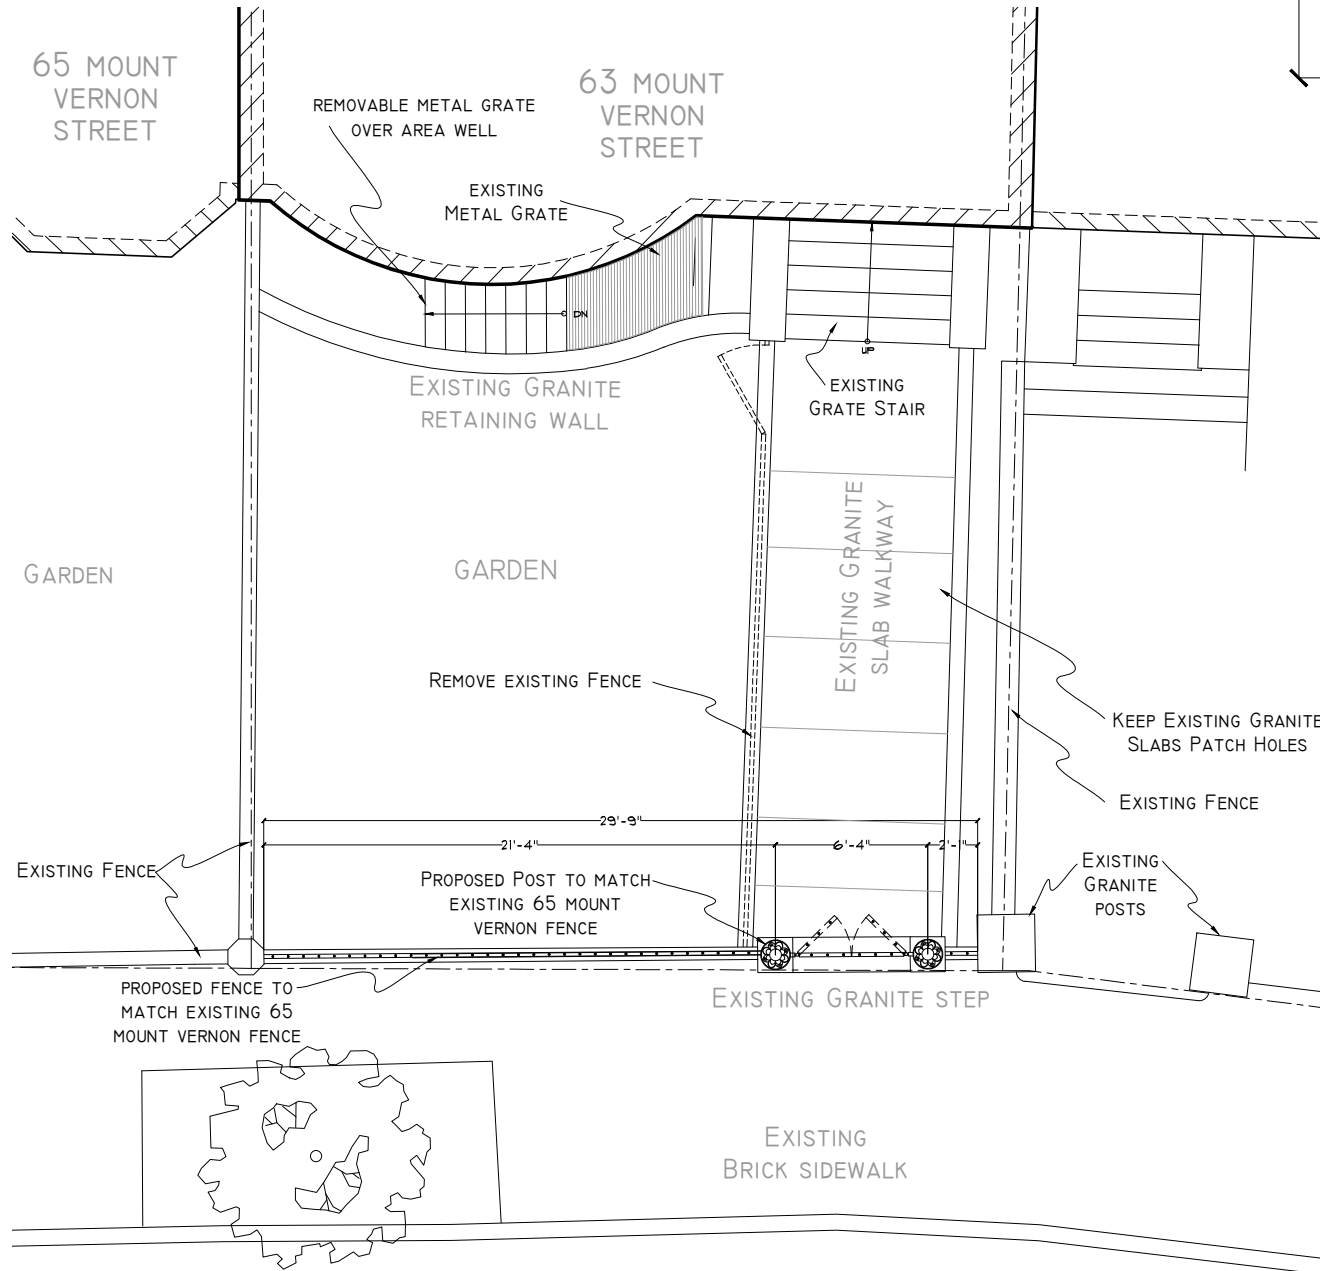 65 MOUNT
VERNON
STREET
63 MOUNT
VERNON
STREET
REMOVABLE METAL GRATE
OVER AREA WELL
EXISTING
METAL GRATE
DN
UP
EXISTING GRANITE
RETAINING WALL
EXISTING
GRATE STAIR
EXISTING GRANITE
SLAB WALKWAY
GARDEN
GARDEN
REMOVE EXISTING FENCE
KEEP EXISTING GRANITE
SLABS PATCH HOLES
EXISTING FENCE
29'-9"
21'-4"
6'-4"
2'-1"
EXISTING FENCE
PROPOSED POST TO MATCH
EXISTING 65 MOUNT
VERNON FENCE
EXISTING
GRANITE
POSTS
PROPOSED FENCE TO
MATCH EXISTING 65
MOUNT VERNON FENCE
EXISTING GRANITE STEP
EXISTING
BRICK SIDEWALK